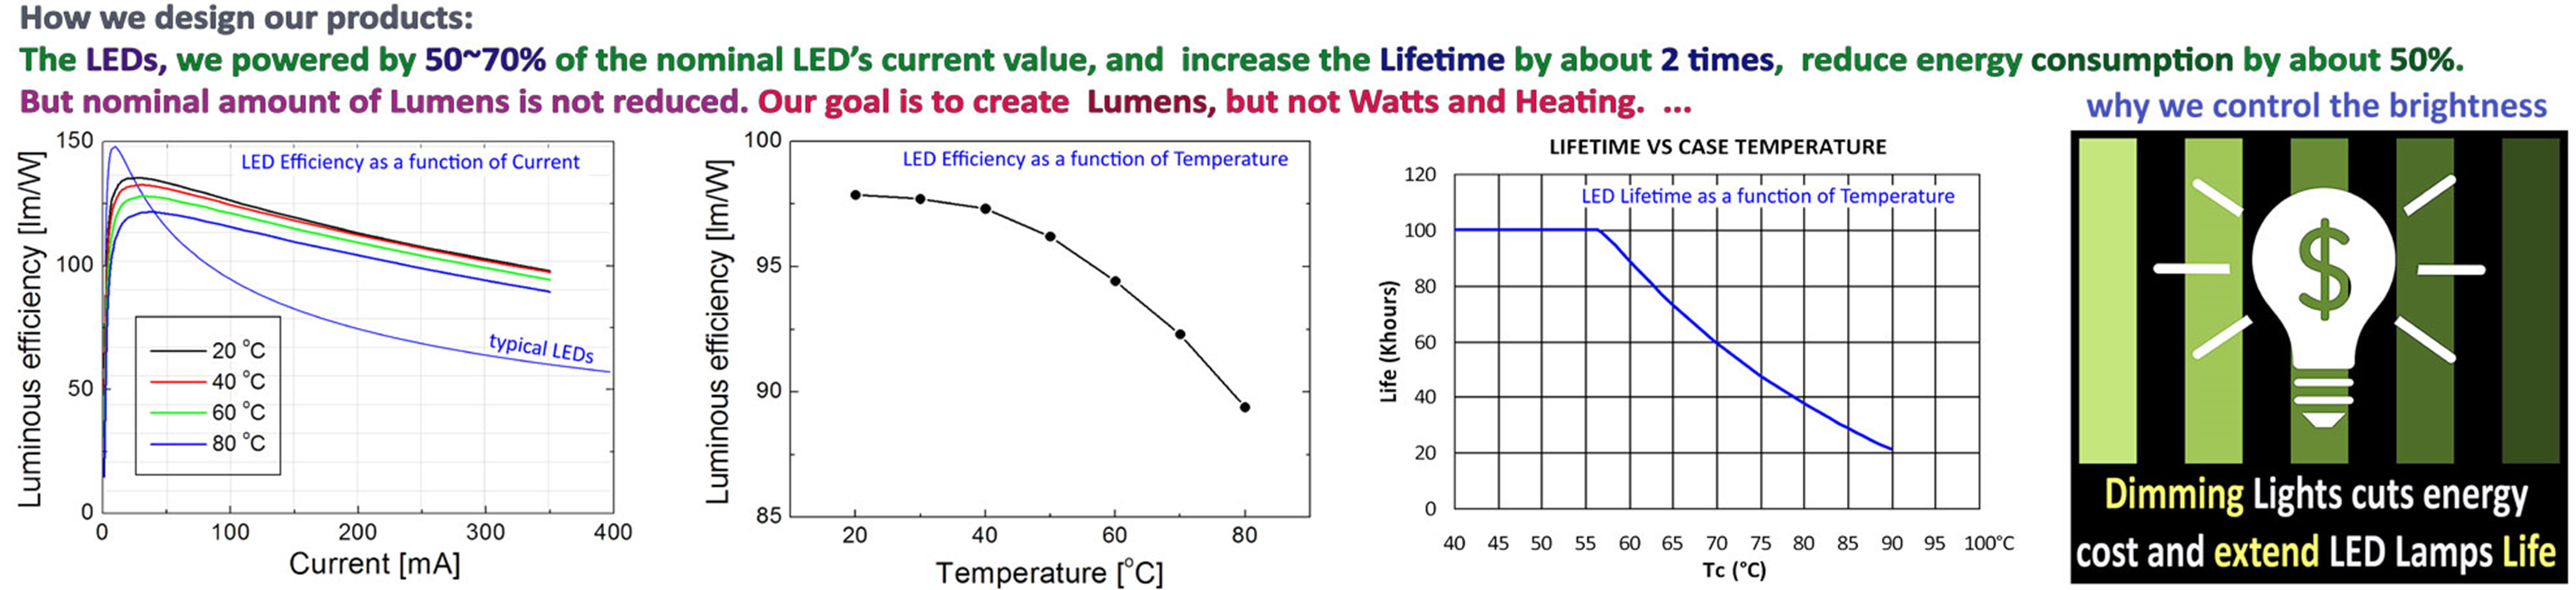 How we design our products:
The LEDs, we powered by 50~70% of the nominal LED’s current value, and increase the Lifetime by about 2 times, reduce energy consumption by about 50%.
But nominal amount of Lumens is not reduced. Our goal is to create Lumens, but not Watts and Heating. ...
why we control the brightness
LED Efficiency as a function of Current
Luminous efficiency [lm/W]
150
100
50
0
typical LEDs
20 °C
40 °C
60 °C
80 °C
0 100 200 300 400
Current [mA]
LED Efficiency as a function of Temperature
Luminous efficiency [lm/W]
100
95
90
85
20 40 60 80
Temperature [°C]
LIFETIME VS CASE TEMPERATURE
LED Lifetime as a function of Temperature
Life (Khours)
120
100
80
60
40
20
0
40 45 50 55 60 65 70 75 80 85 90 95 100°C
Tc (°C)
$
Dimming Lights cuts energy
cost and extend LED Lamps Life